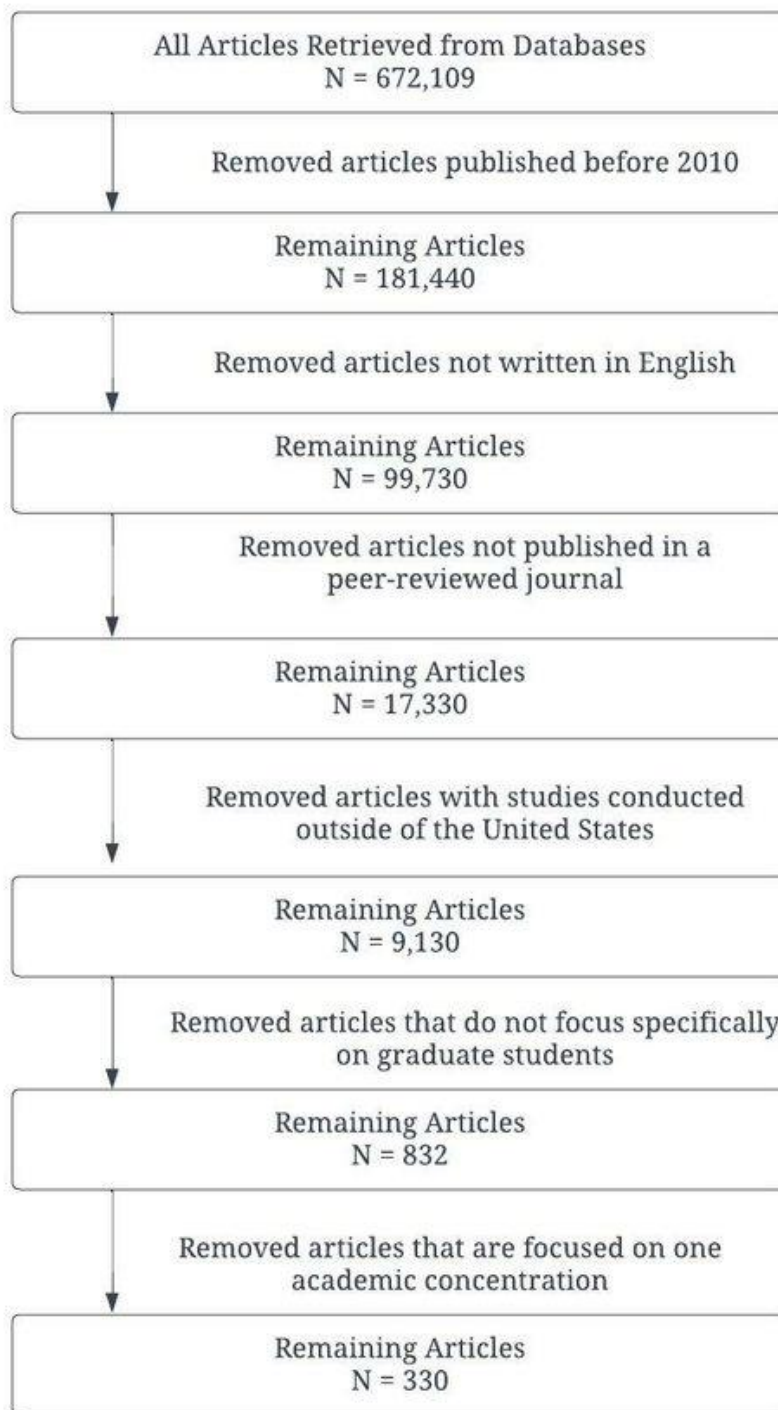 All Articles Retrieved from Databases
N = 672,109
Removed articles published before 2010
Remaining Articles
N = 181,440
Removed articles not written in English
Remaining Articles
N = 99,730
Removed articles not published in a
peer-reviewed journal
Remaining Articles
N = 17,330
Removed articles with studies conducted
outside of the United States
Remaining Articles
N = 9,130
Removed articles that do not focus specifically
on graduate students
Remaining Articles
N = 832
Removed articles that are focused on one
academic concentration
Remaining Articles
N = 330